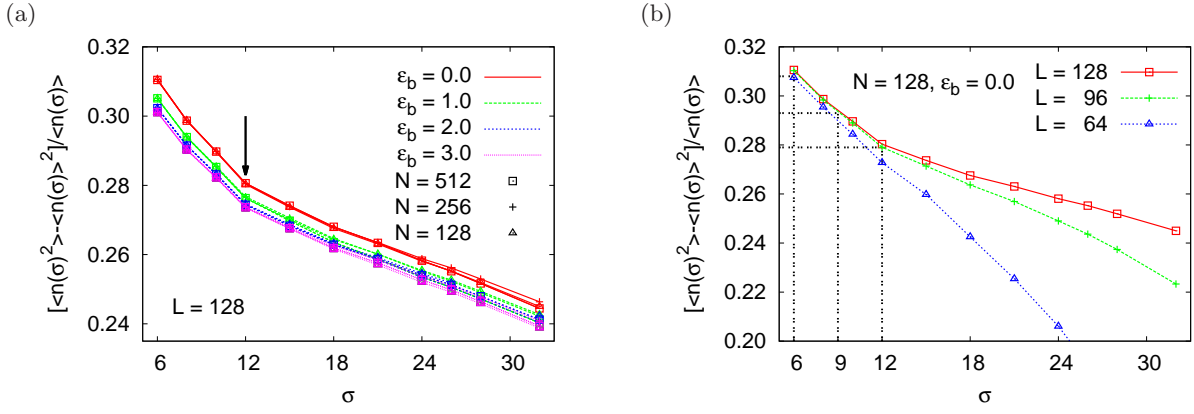 (a)
[<n(σ)²>-<n(σ)>²]/<n(σ)>
0.32
0.30
0.28
0.26
0.24
6
12
18
24
30
σ
ε_b = 0.0
ε_b = 1.0
ε_b = 2.0
ε_b = 3.0
N = 512
N = 256
N = 128
L = 128
(b)
[<n(σ)²>-<n(σ)>²]/<n(σ)>
0.32
0.30
0.28
0.26
0.24
0.22
0.20
6
9
12
18
24
30
σ
N = 128, ε_b = 0.0
L = 128
L = 96
L = 64